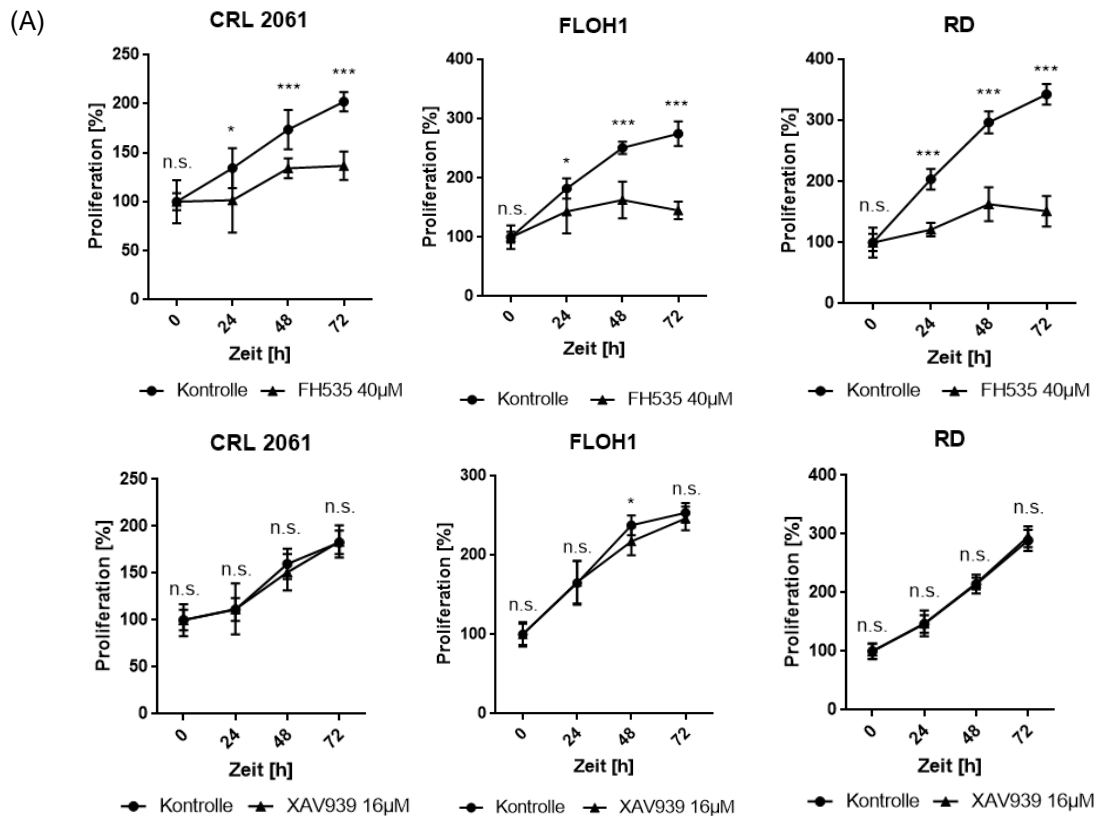 (A)
CRL 2061
Proliferation [%]
250
200
150
100
50
0
n.s.
*
***
***
0
24
48
72
Zeit [h]
Kontrolle FH535 40µM
FLOH1
Proliferation [%]
400
300
200
100
0
n.s.
*
***
***
0
24
48
72
Zeit [h]
Kontrolle FH535 40µM
RD
Proliferation [%]
400
300
200
100
0
n.s.
***
***
***
0
24
48
72
Zeit [h]
Kontrolle FH535 40µM
CRL 2061
Proliferation [%]
250
200
150
100
50
0
n.s.
n.s.
n.s.
n.s.
0
24
48
72
Zeit [h]
Kontrolle XAV939 16µM
FLOH1
Proliferation [%]
300
200
100
0
n.s.
n.s.
*
n.s.
0
24
48
72
Zeit [h]
Kontrolle XAV939 16µM
RD
Proliferation [%]
400
300
200
100
0
n.s.
n.s.
n.s.
n.s.
0
24
48
72
Zeit [h]
Kontrolle XAV939 16µM